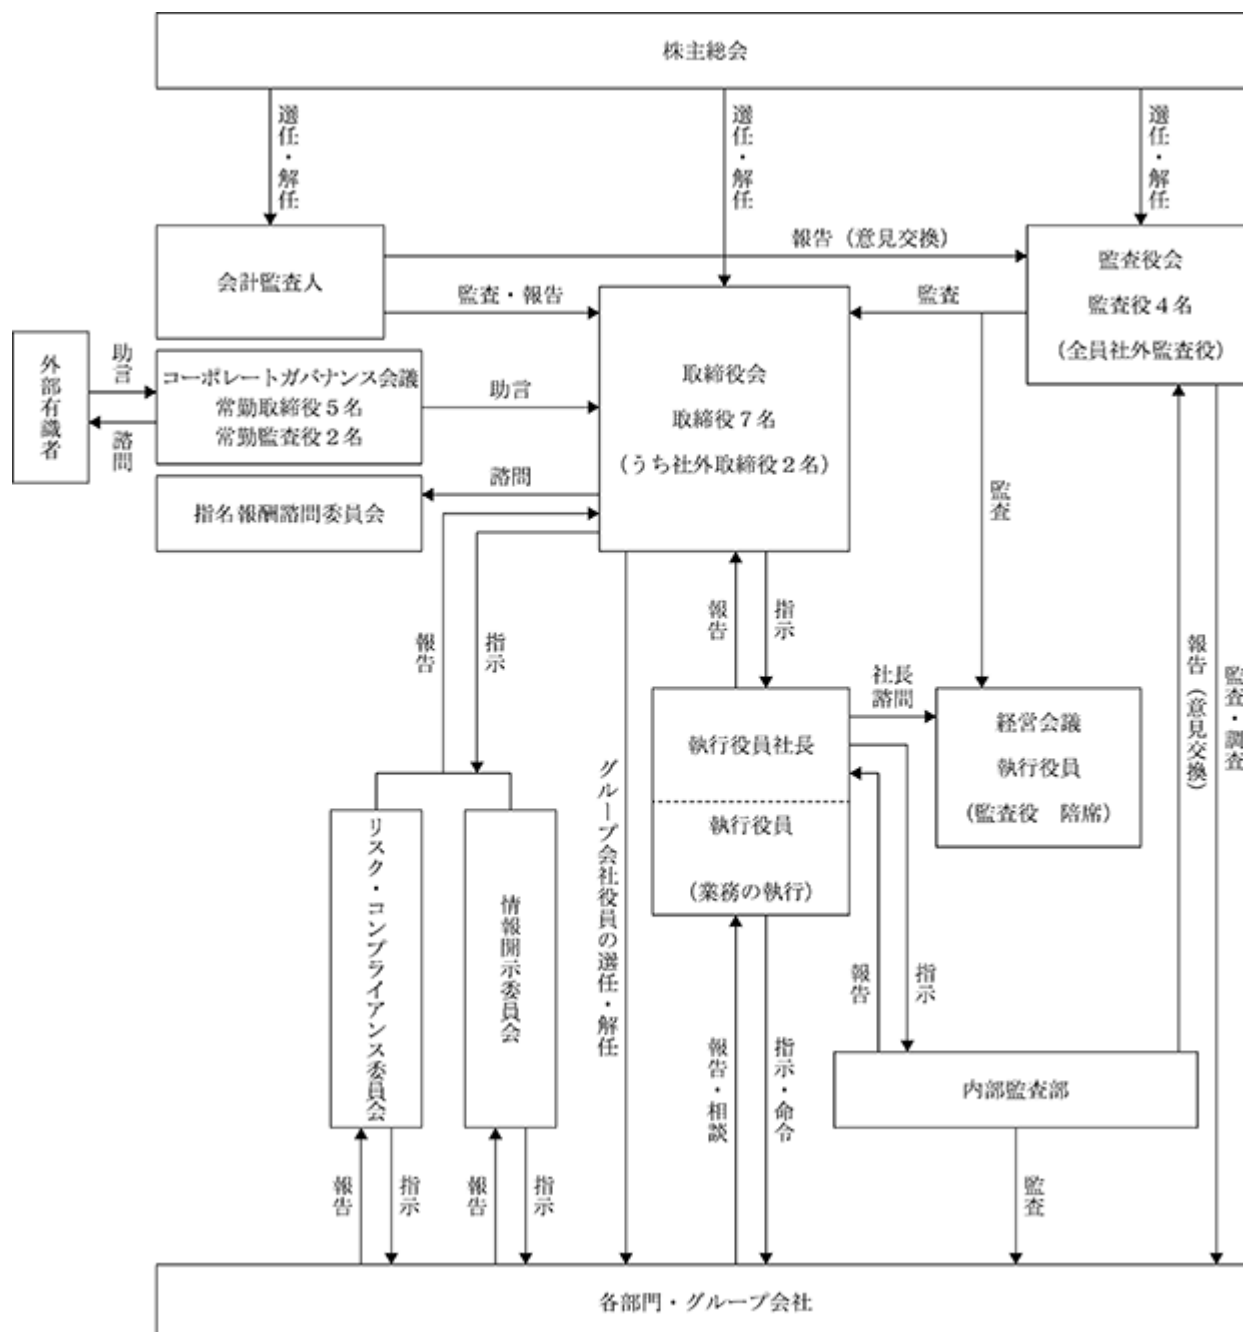 株主総会
選任・解任
選任・解任
選任・解任
会計監査人
報告（意見交換）
監査・報告
監査
監査役会
監査役４名
（全員社外監査役）
外部有識者
助言
諮問
コーポレートガバナンス会議
常勤取締役５名
常勤監査役２名
助言
取締役会
取締役７名
（うち社外取締役２名）
諮問
指名報酬諮問委員会
監査
報告
指示
報告
指示
報告（意見交換）
監査・調査
社長
諮問
執行役員社長
執行役員
（業務の執行）
経営会議
執行役員
（監査役　陪席）
グループ会社役員の選任・解任
リスク・コンプライアンス委員会
情報開示委員会
報告
指示
報告・相談
指示・命令
内部監査部
報告
指示
報告
指示
監査
各部門・グループ会社